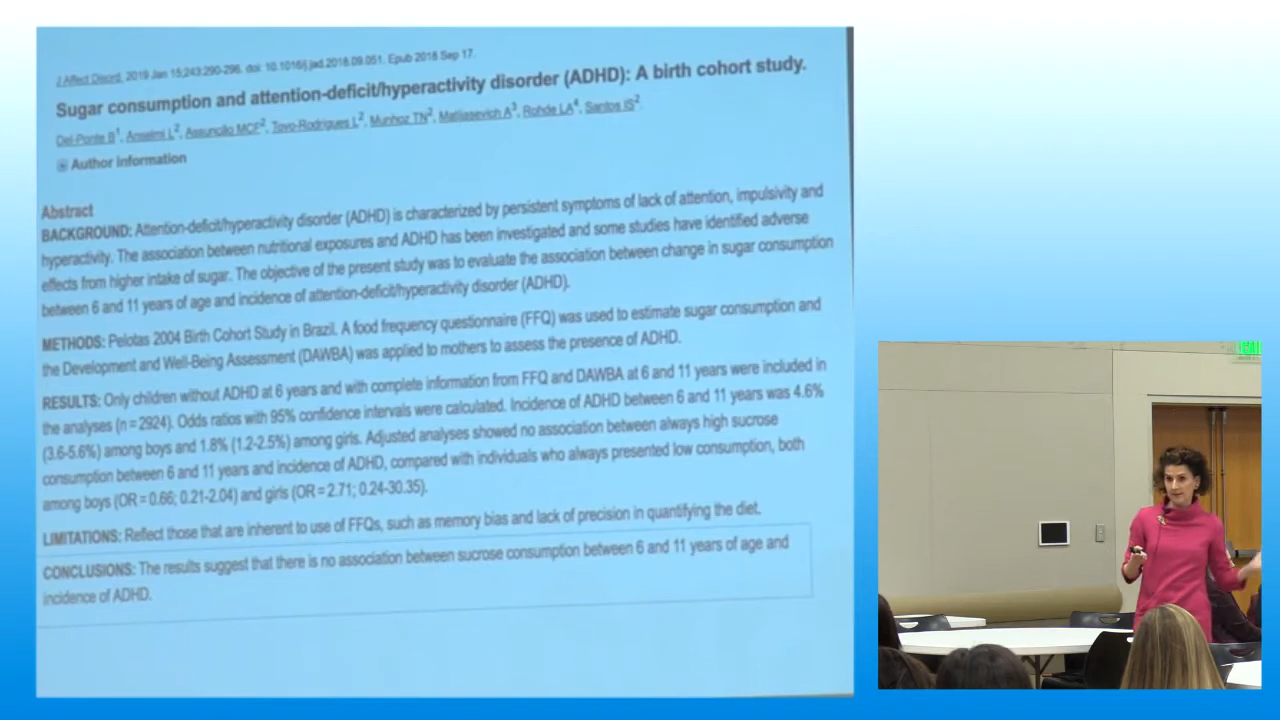 J Affect Disord. 2019 Jan 15;243:290-296. doi: 10.1016/j.jad.2018.09.051. Epub 2018 Sep 17.
Sugar consumption and attention-deficit/hyperactivity disorder (ADHD): A birth cohort study.
Del-Ponte B1, Anselmi L2, Assunção MCF2, Tovo-Rodrigues L2, Munhoz TN2, Matijasevich A3, Rohde LA4, Santos IS2.
Author information
Abstract
BACKGROUND: Attention-deficit/hyperactivity disorder (ADHD) is characterized by persistent symptoms of lack of attention, impulsivity and
hyperactivity. The association between nutritional exposures and ADHD has been investigated and some studies have identified adverse
effects from higher intake of sugar. The objective of the present study was to evaluate the association between change in sugar consumption
between 6 and 11 years of age and incidence of attention-deficit/hyperactivity disorder (ADHD).
METHODS: Pelotas 2004 Birth Cohort Study in Brazil. A food frequency questionnaire (FFQ) was used to estimate sugar consumption and
the Development and Well-Being Assessment (DAWBA) was applied to mothers to assess the presence of ADHD.
RESULTS: Only children without ADHD at 6 years and with complete information from FFQ and DAWBA at 6 and 11 years were included in
the analyses (n = 2924). Odds ratios with 95% confidence intervals were calculated. Incidence of ADHD between 6 and 11 years was 4.6%
(3.6-5.6%) among boys and 1.8% (1.2-2.5%) among girls. Adjusted analyses showed no association between always high sucrose
consumption between 6 and 11 years and incidence of ADHD, compared with individuals who always presented low consumption, both
among boys (OR = 0.66; 0.21-2.04) and girls (OR = 2.71; 0.24-30.35).
LIMITATIONS: Reflect those that are inherent to use of FFQs, such as memory bias and lack of precision in quantifying the diet.
CONCLUSIONS: The results suggest that there is no association between sucrose consumption between 6 and 11 years of age and
incidence of ADHD.